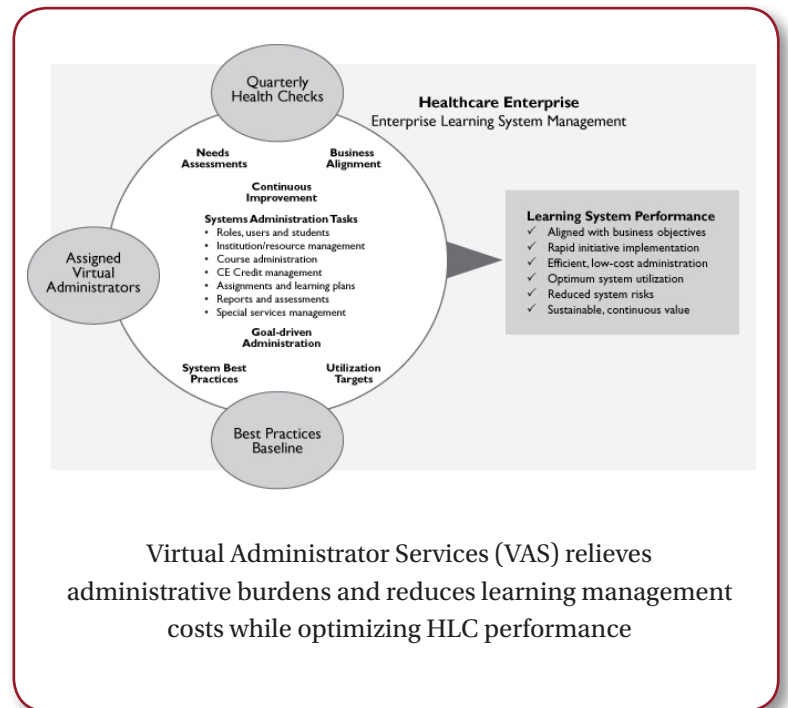 Quarterly
Health Checks
Healthcare Enterprise
Enterprise Learning System Management
Needs
Assessments
Business
Alignment
Continuous
Improvement
Systems Administration Tasks
• Roles, users and students
• Institution/resource management
• Course administration
• CE Credit management
• Assignments and learning plans
• Reports and assessments
• Special services management
Goal-driven
Administration
System Best
Practices
Utilization
Targets
Assigned
Virtual
Administrators
Best Practices
Baseline
Learning System Performance
✓ Aligned with business objectives
✓ Rapid initiative implementation
✓ Efficient, low-cost administration
✓ Optimum system utilization
✓ Reduced system risks
✓ Sustainable, continuous value
Virtual Administrator Services (VAS) relieves
administrative burdens and reduces learning management
costs while optimizing HLC performance